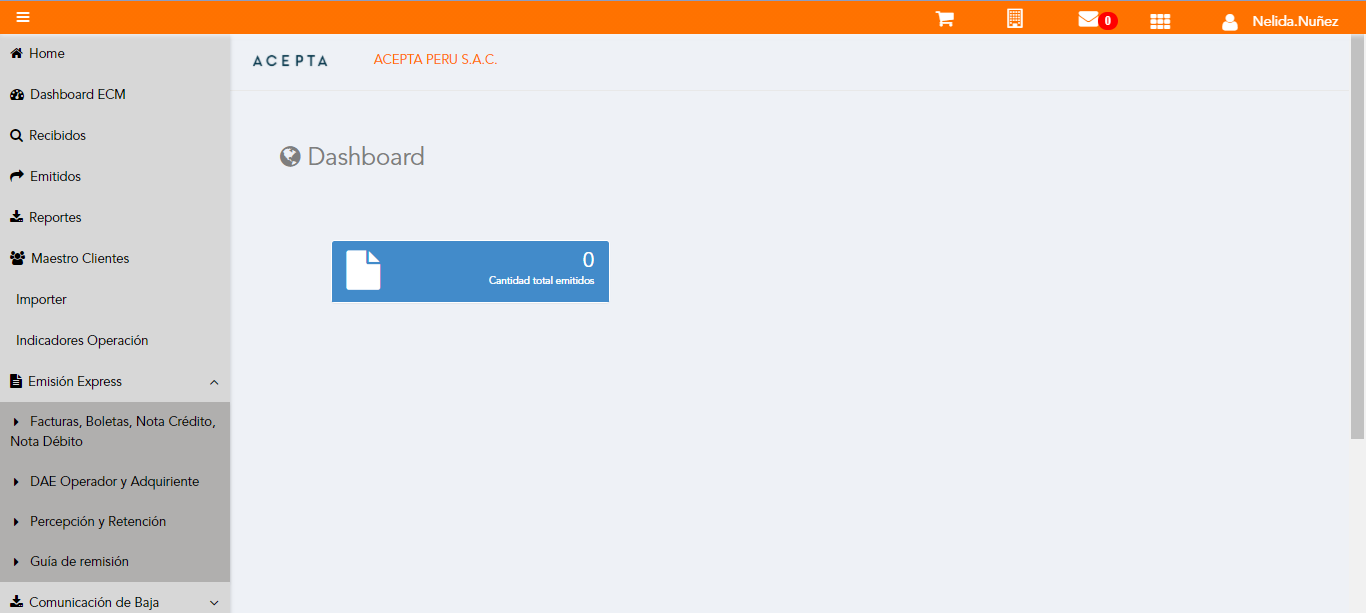 0
Nelida.Nuñez
Home
Dashboard ECM
Recibidos
Emitidos
Reportes
Maestro Clientes
Importer
Indicadores Operación
Emisión Express
Facturas, Boletas, Nota Crédito,
Nota Débito
DAE Operador y Adquiriente
Percepción y Retención
Guía de remisión
Comunicación de Baja
ACEPTA
ACEPTA PERU S.A.C.
Dashboard
0
Cantidad total emitidos